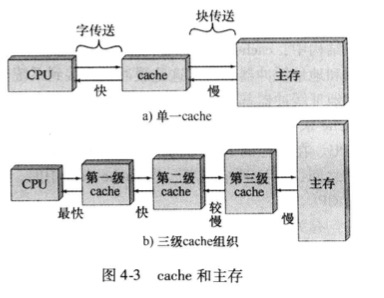 字传送
块传送
CPU
cache
主存
快
慢
a) 单一cache
CPU
第一级
cache
第二级
cache
第三级
cache
主存
最快
快
较
慢
慢
b) 三级cache组织
图 4-3 cache 和主存